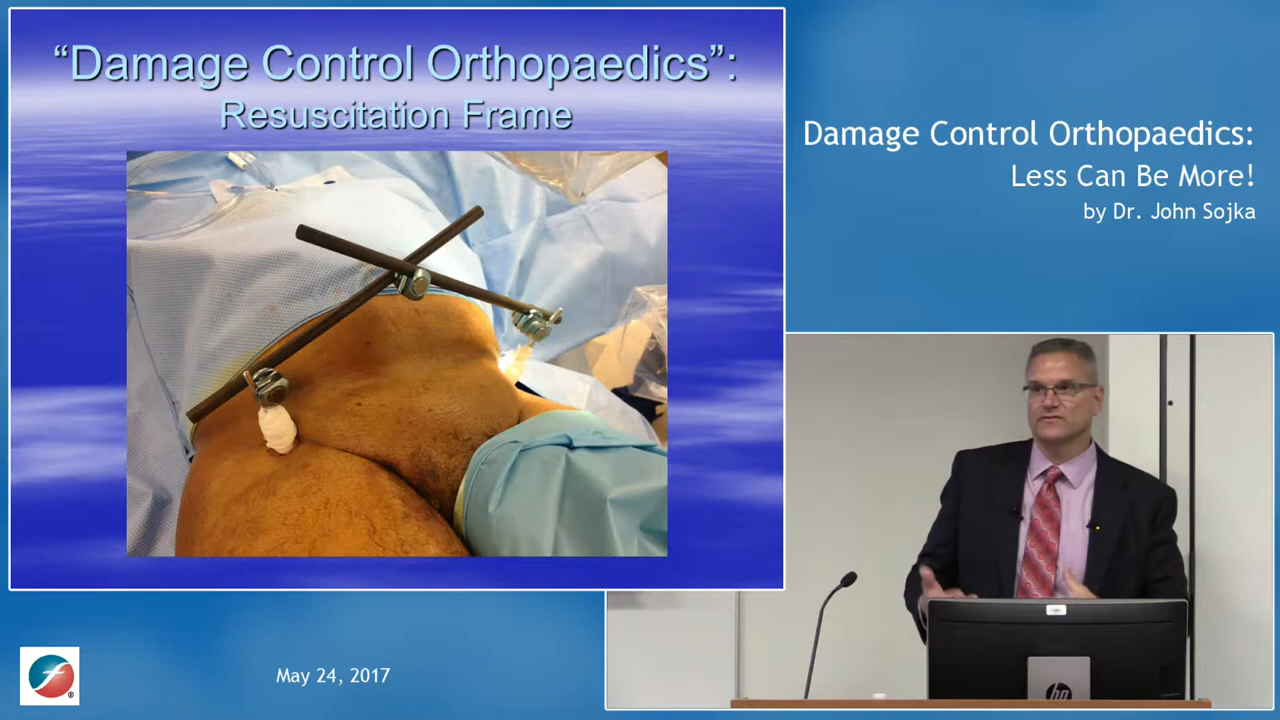 “Damage Control Orthopaedics”:
Resuscitation Frame
Damage Control Orthopaedics:
Less Can Be More!
by Dr. John Sojka
May 24, 2017
hp
f
®